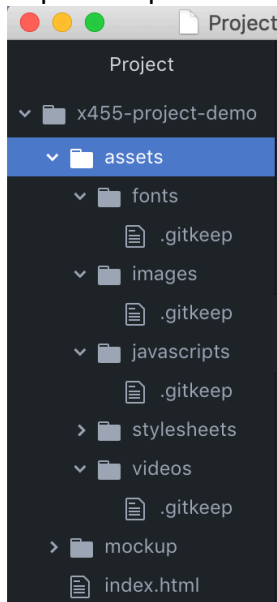 Project
Project
x455-project-demo
assets
fonts
.gitkeep
images
.gitkeep
javascripts
.gitkeep
stylesheets
videos
.gitkeep
mockup
index.html